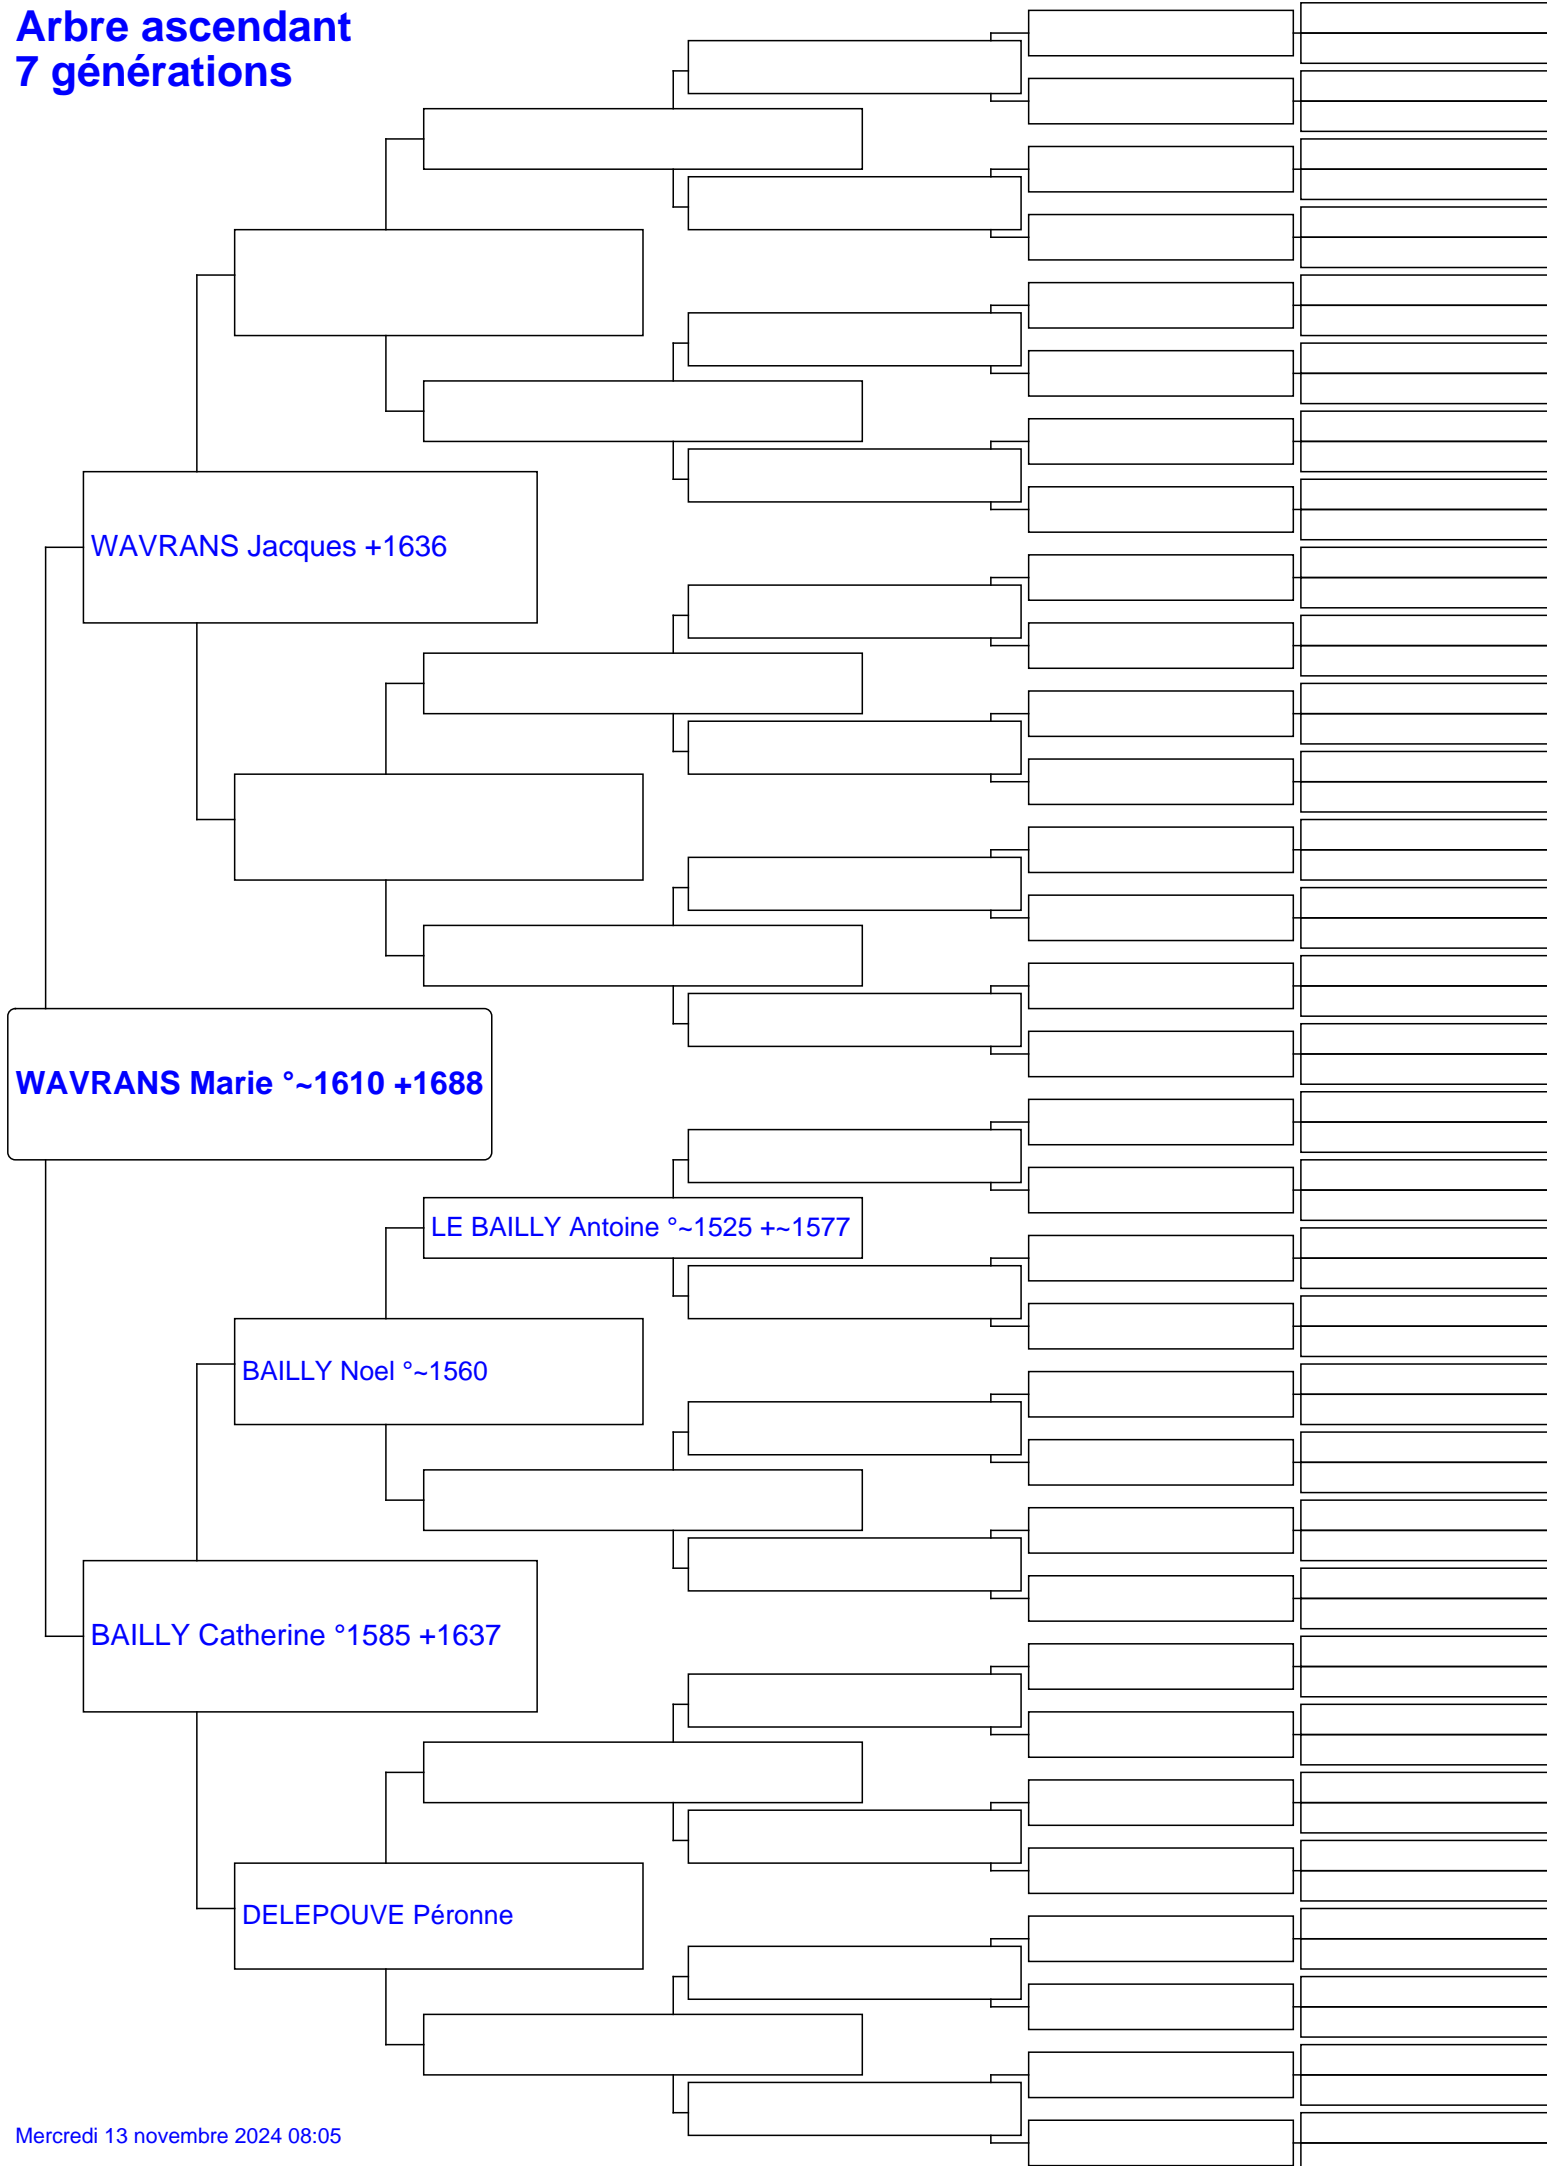 Arbre ascendant
7 générations
WAVRANS Jacques +1636
WAVRANS Marie °~1610 +1688
LE BAILLY Antoine °~1525 +~1577
BAILLY Noel °~1560
BAILLY Catherine °1585 +1637
DELEPOUVE Péronne
Mercredi 13 novembre 2024 08:05